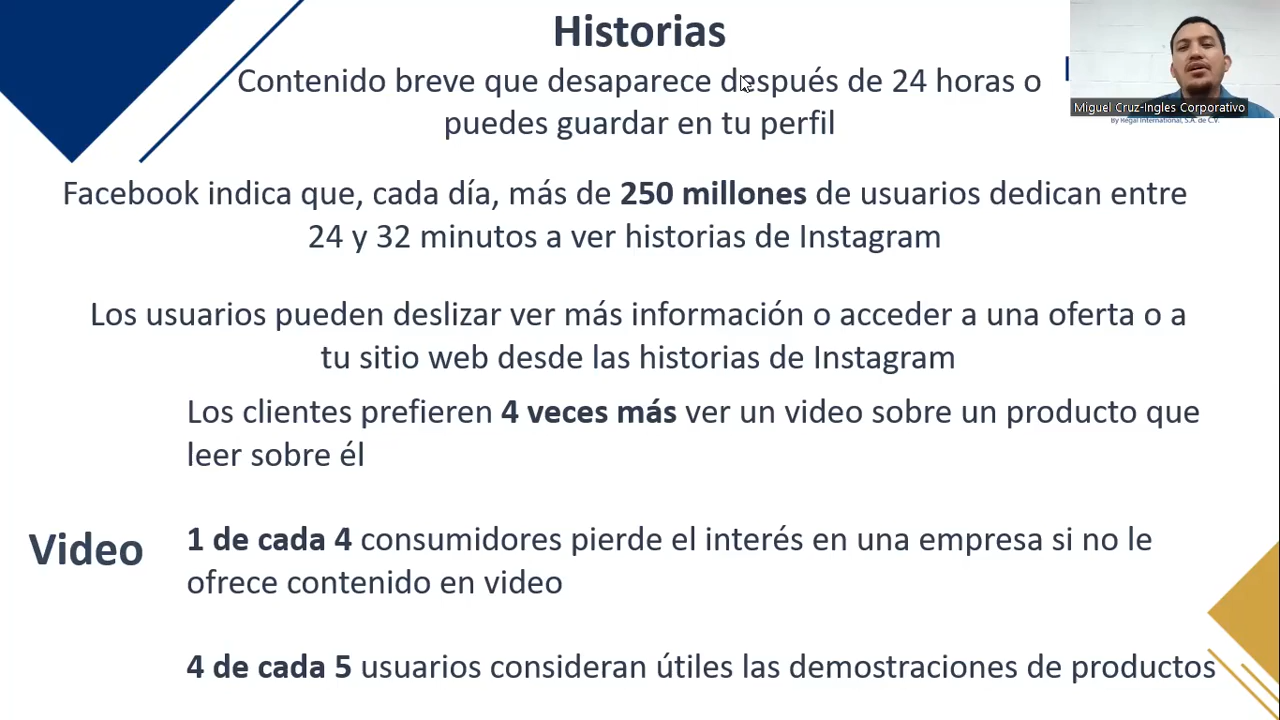 Historias
Contenido breve que desaparece después de 24 horas o
puedes guardar en tu perfil
Miguel Cruz-Ingles Corporativo
By Regal International, S.A. de C.V.
Facebook indica que, cada día, más de 250 millones de usuarios dedican entre
24 y 32 minutos a ver historias de Instagram
Los usuarios pueden deslizar ver más información o acceder a una oferta o a
tu sitio web desde las historias de Instagram
Los clientes prefieren 4 veces más ver un video sobre un producto que
leer sobre él
Video
1 de cada 4 consumidores pierde el interés en una empresa si no le
ofrece contenido en video
4 de cada 5 usuarios consideran útiles las demostraciones de productos